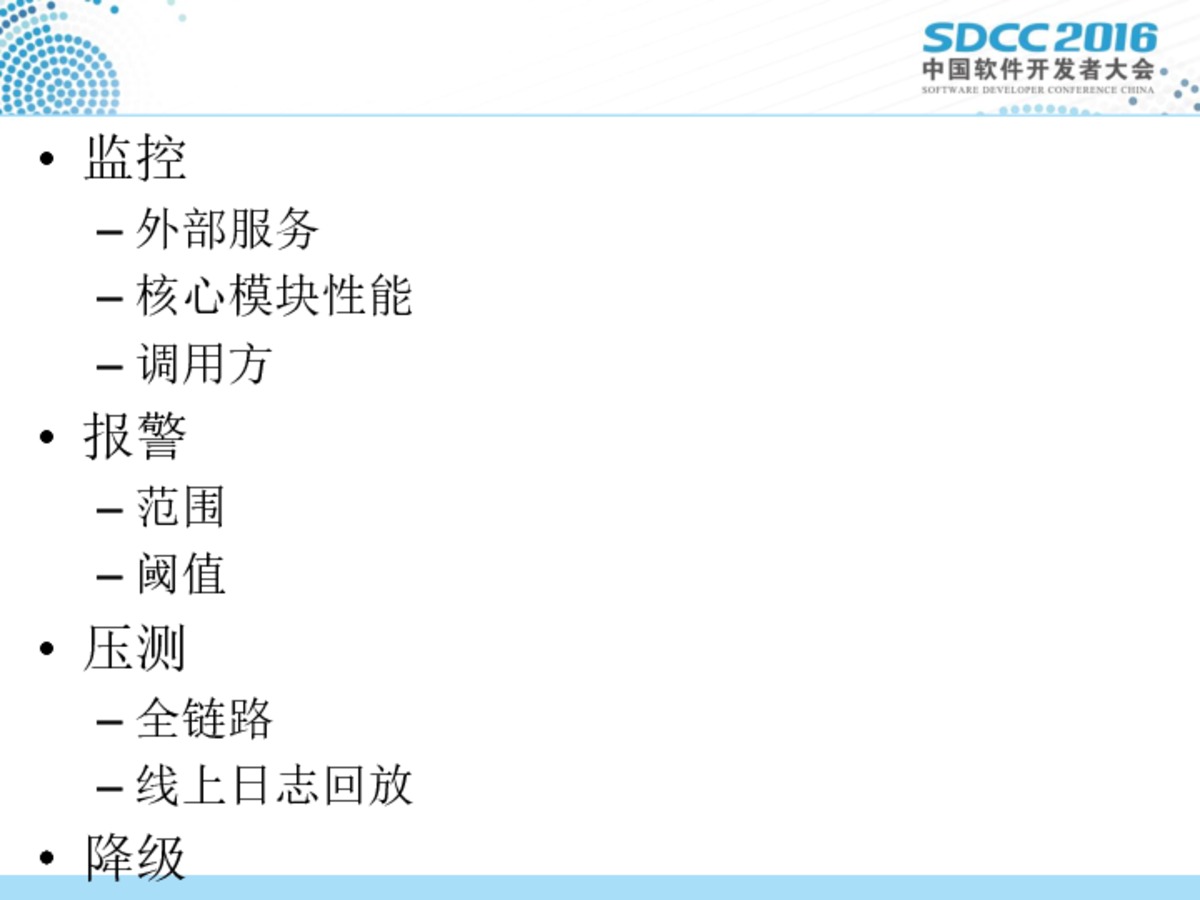 SDCC 2016
中国软件开发者大会
SOFTWARE DEVELOPER CONFERENCE CHINA
• 监控
– 外部服务
– 核心模块性能
– 调用方
• 报警
– 范围
– 阈值
• 压测
– 全链路
– 线上日志回放
• 降级